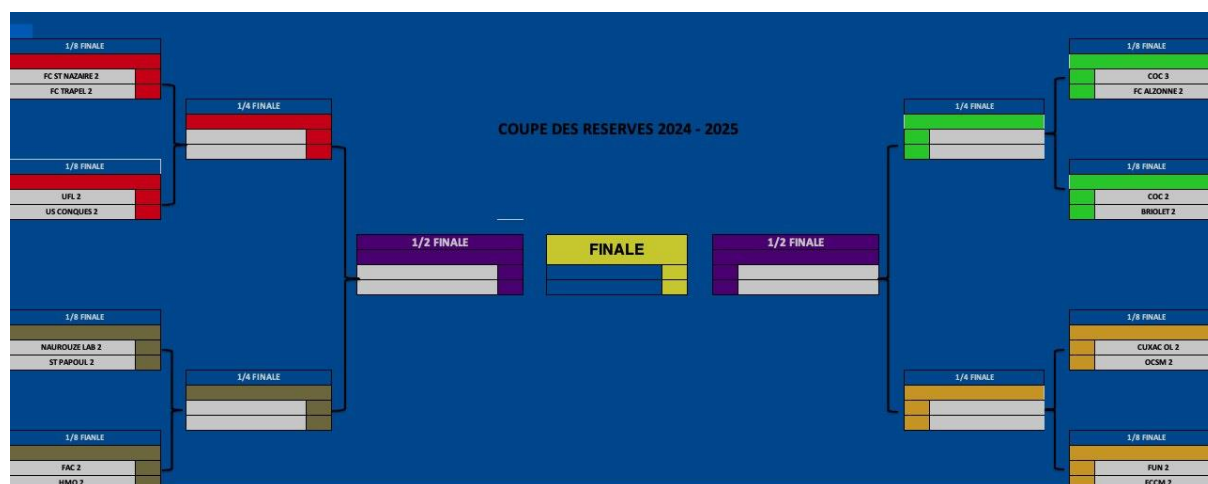 1/8 FINALE
FC ST NAZAIRE 2
FC TRAPEL 2
1/8 FINALE
UFL 2
US CONQUES 2
1/8 FINALE
NAUROUZE LAB 2
ST PAPOUL 2
1/8 FIANLE
FAC 2
HMO 2
1/4 FINALE
1/4 FINALE
1/2 FINALE
COUPE DES RESERVES 2024 - 2025
FINALE
1/2 FINALE
1/4 FINALE
1/4 FINALE
1/8 FINALE
COC 3
FC ALZONNE 2
1/8 FINALE
COC 2
BRIOLET 2
1/8 FINALE
CUXAC OL 2
OCSM 2
1/8 FINALE
FUN 2
FCCM 2